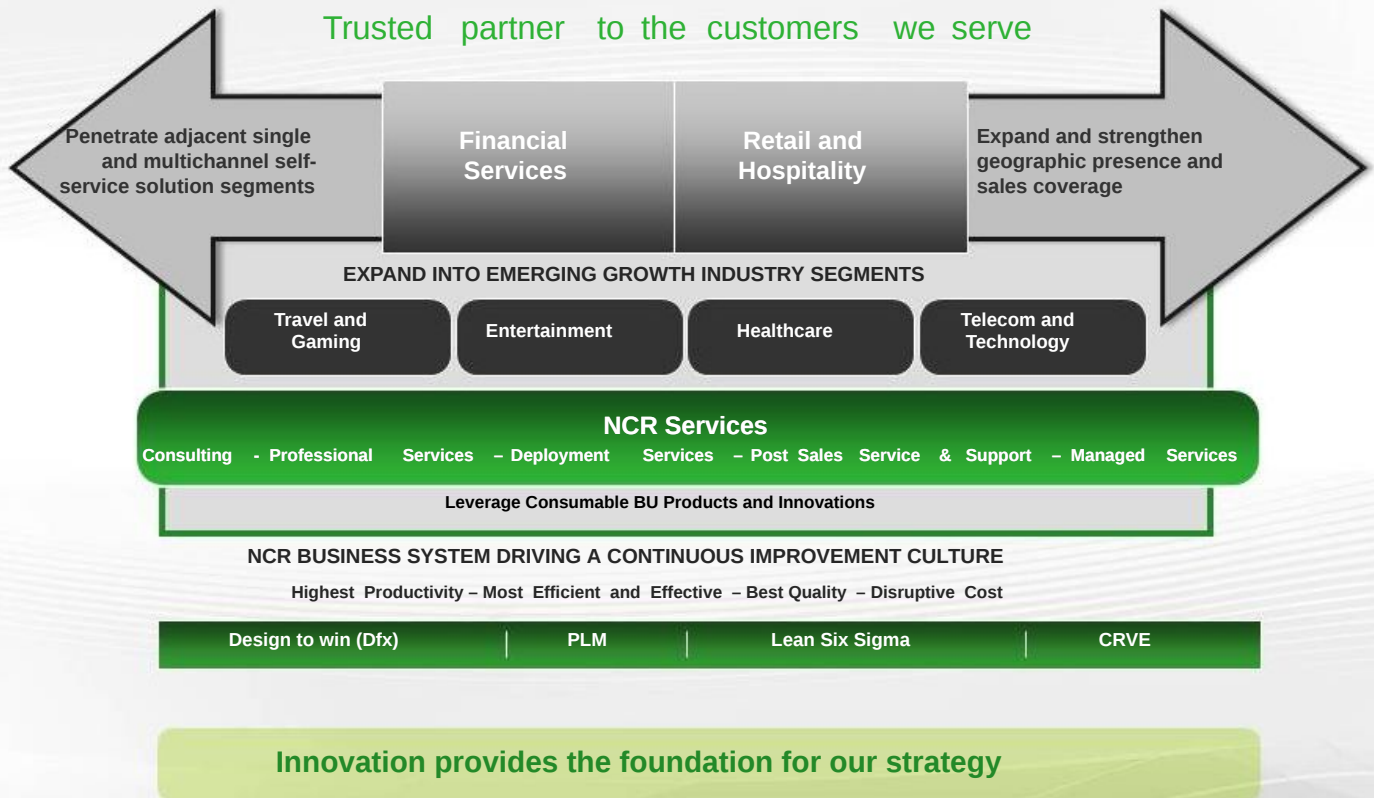 Trusted partner to the customers we serve
Penetrate adjacent single
and multichannel self-
service solution segments
Financial
Services
Retail and
Hospitality
Expand and strengthen
geographic presence and
sales coverage
EXPAND INTO EMERGING GROWTH INDUSTRY SEGMENTS
Travel and
Gaming
Entertainment
Healthcare
Telecom and
Technology
NCR Services
Consulting - Professional Services – Deployment Services – Post Sales Service & Support – Managed Services
Leverage Consumable BU Products and Innovations
NCR BUSINESS SYSTEM DRIVING A CONTINUOUS IMPROVEMENT CULTURE
Highest Productivity – Most Efficient and Effective – Best Quality – Disruptive Cost
Design to win (Dfx) | PLM | Lean Six Sigma | CRVE
Innovation provides the foundation for our strategy